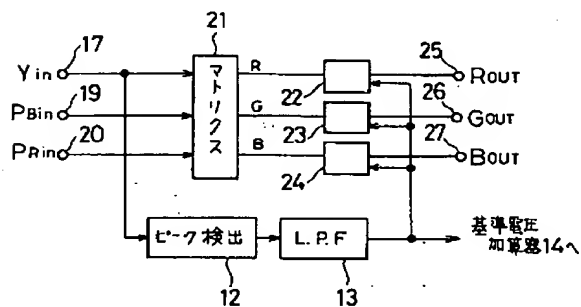 21
17
Yin
19
PBin
20
PRin
マトリクス
R
G
B
22
23
24
25
ROUT
26
GOUT
27
BOUT
ピーク検出
12
L.P.F
13
基準電圧
加算器14へ